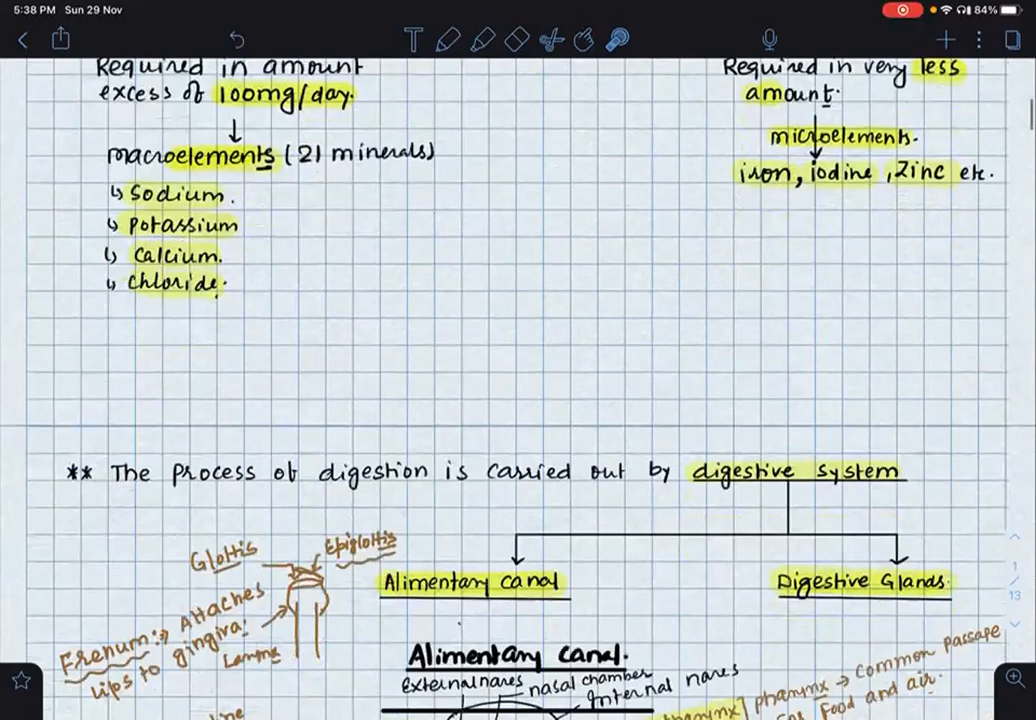 5:38 PM Sun 29 Nov
84%
Required in amount
excess of 100mg/day.
macroelements (21 minerals)
↳ Sodium.
↳ Potassium
↳ Calcium.
↳ Chloride.
Required in very less
amount.
microelements.
iron, iodine, Zinc etc.
** The process of digestion is carried out by digestive system
Glottis
Epiglottis
Alimentary canal
Digestive Glands.
Frenum :→ Attaches
lips to gingiva.
Alimentary canal.
External nares
nasal chamber
Internal nares
pharynx → Common passage
food and air.
1
/
13